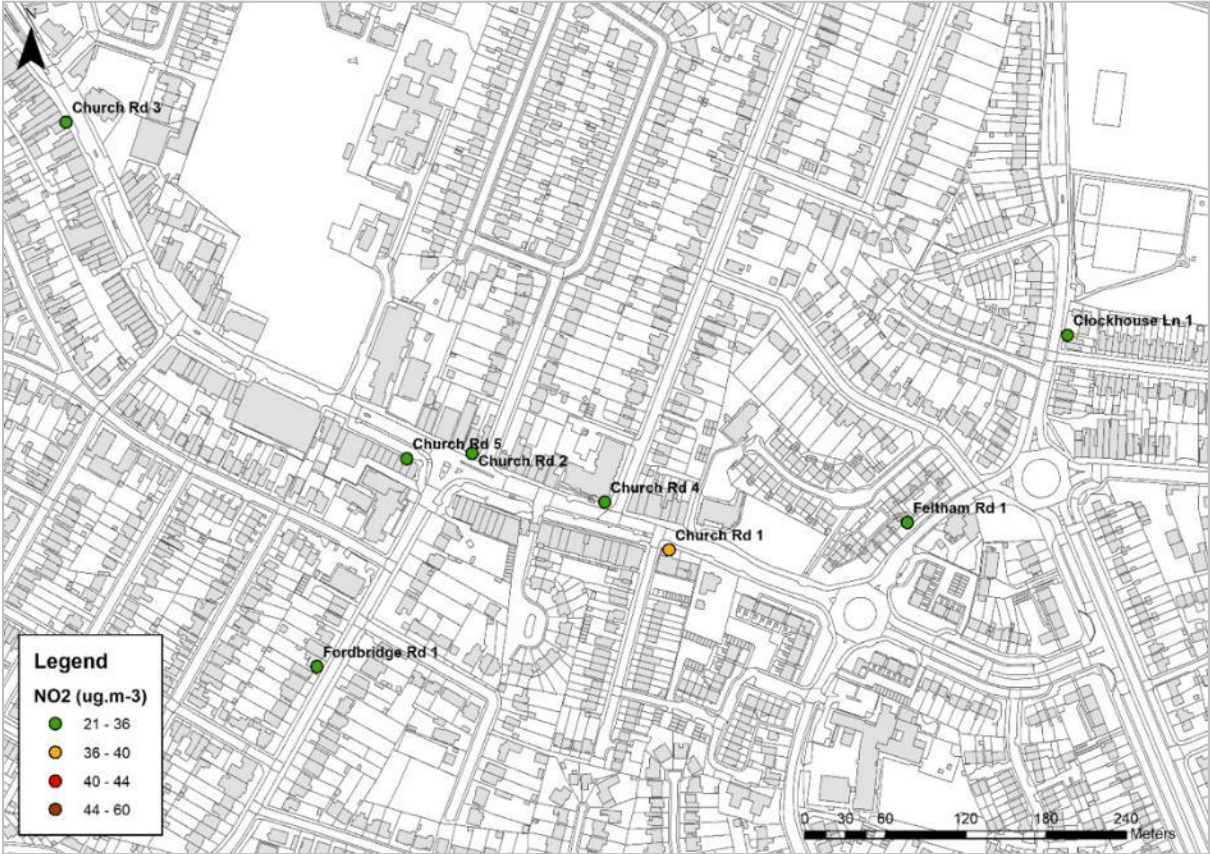 N
Church Rd 3
Clockhouse Ln 1
Church Rd 5
Church Rd 2
Church Rd 4
Feltham Rd 1
Church Rd 1
Fordbridge Rd 1
Legend
NO2 (ug.m-3)
21 - 36
36 - 40
40 - 44
44 - 60
0 30 60 120 180 240
Meters